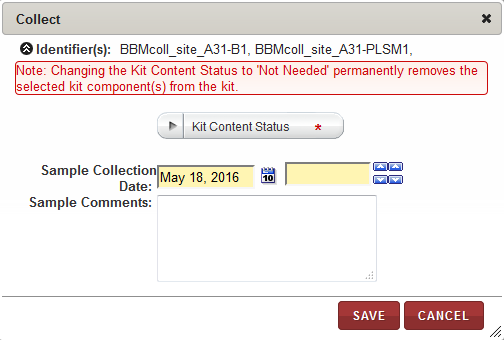 Collect
Identifier(s): BBMcoll_site_A31-B1, BBMcoll_site_A31-PLSM1,
Note: Changing the Kit Content Status to 'Not Needed' permanently removes the
selected kit component(s) from the kit.
Kit Content Status *
Sample Collection
Date:
May 18, 2016
10
Sample Comments:
SAVE CANCEL